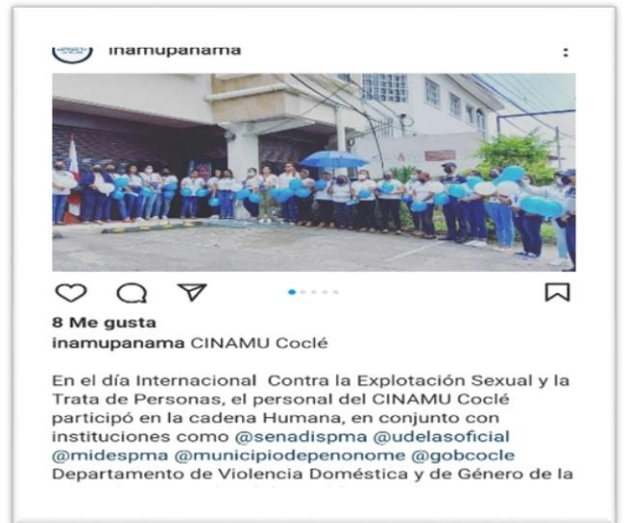 inamupanama
8 Me gusta
inamupanama CINAMU Coclé
En el día Internacional Contra la Explotación Sexual y la
Trata de Personas, el personal del CINAMU Coclé
participó en la cadena Humana, en conjunto con
instituciones como @senadispma @udelasoficial
@midespma @municipiodepenonome @gobcocle
Departamento de Violencia Doméstica y de Género de la